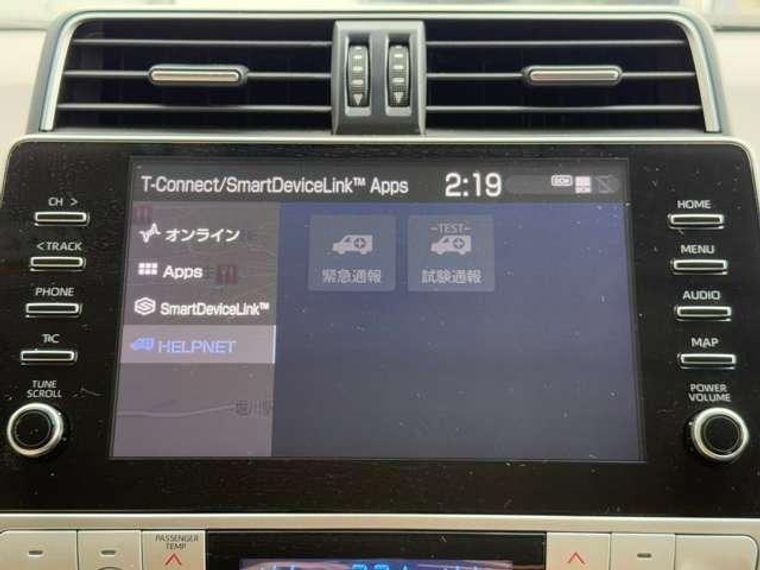 T-Connect/SmartDeviceLink™ Apps 2:19
オンライン
Apps
SmartDeviceLink™
HELPNET
緊急通報
-TEST-
試験通報
CH >
< TRACK
PHONE
T/C
TUNE
SCROLL
HOME
MENU
AUDIO
MAP
POWER
VOLUME
PASSENGER
TEMP